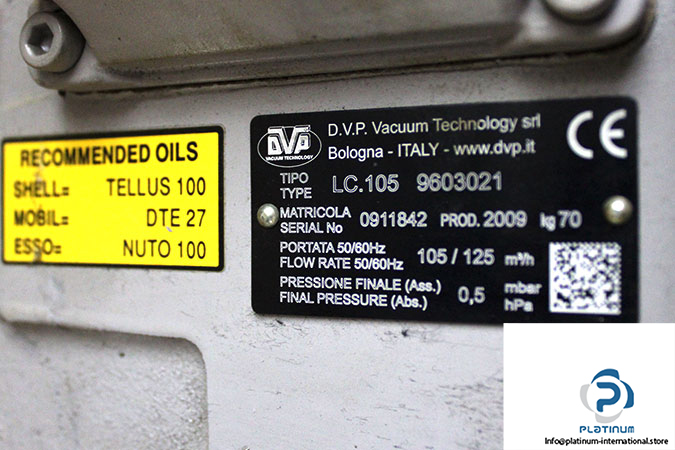 RECOMMENDED OILS
SHELL= TELLUS 100
MOBIL= DTE 27
ESSO= NUTO 100
DVP
VACUUM TECHNOLOGY
D.V.P. Vacuum Technology srl
Bologna - ITALY - www.dvp.it
CE
TIPO
TYPE
LC.105 9603021
MATRICOLA
SERIAL No
0911842 PROD. 2009 kg 70
PORTATA 50/60Hz
FLOW RATE 50/60Hz
105 / 125 m³/h
PRESSIONE FINALE (Ass.)
FINAL PRESSURE (Abs.)
0,5
mbar
hPa
PLATINUM
Info@platinum-international.store